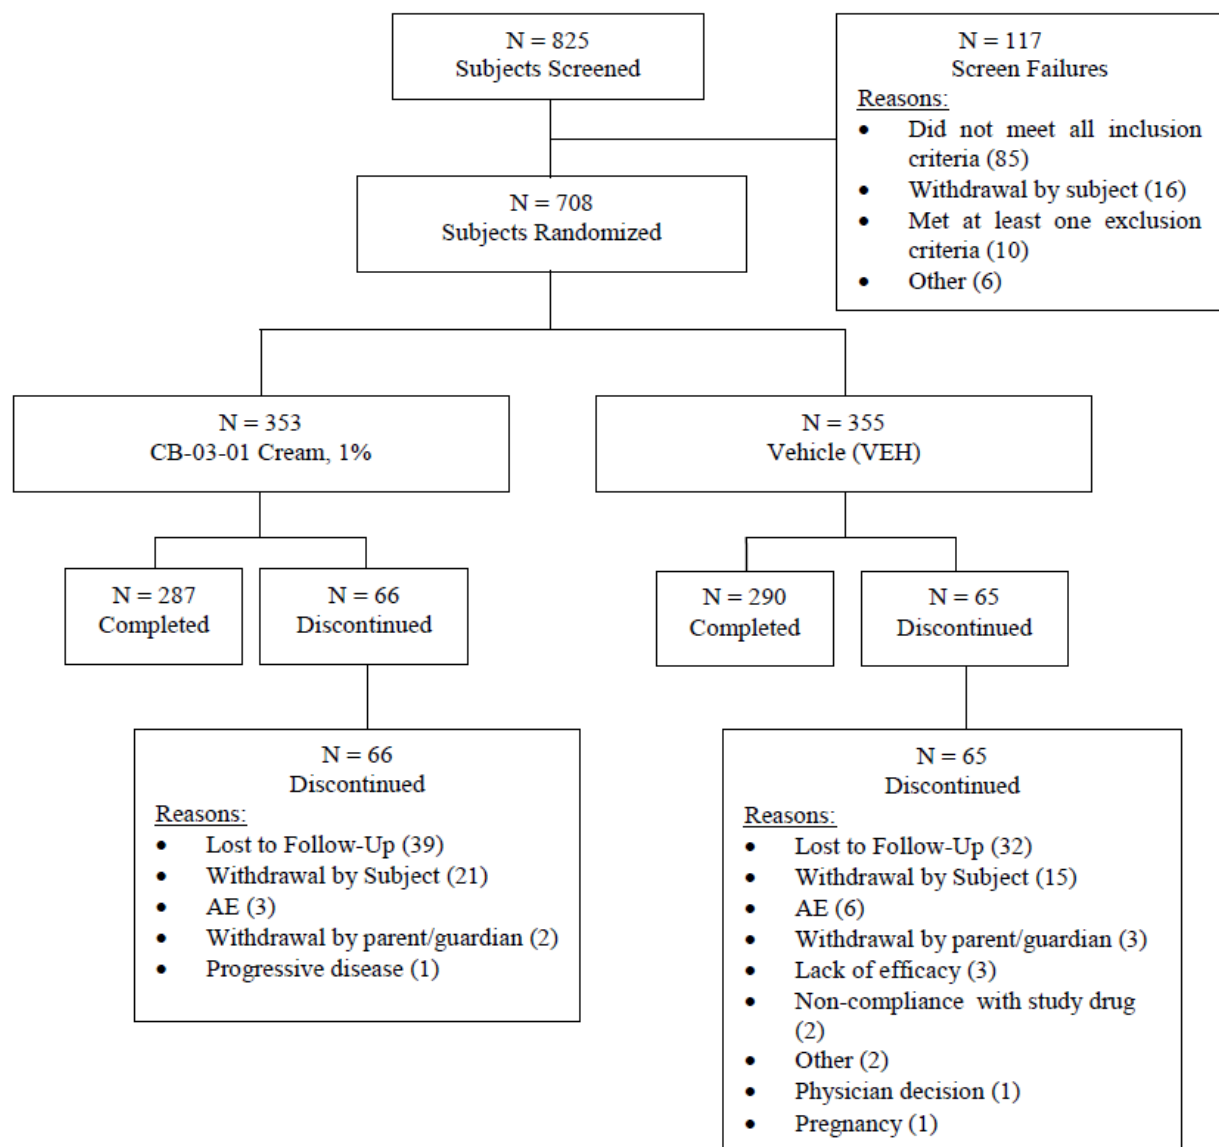 N = 825
Subjects Screened
N = 117
Screen Failures
Reasons:
• Did not meet all inclusion
criteria (85)
• Withdrawal by subject (16)
• Met at least one exclusion
criteria (10)
• Other (6)
N = 708
Subjects Randomized
N = 353
CB-03-01 Cream, 1%
N = 355
Vehicle (VEH)
N = 287
Completed
N = 66
Discontinued
N = 290
Completed
N = 65
Discontinued
N = 66
Discontinued
Reasons:
• Lost to Follow-Up (39)
• Withdrawal by Subject (21)
• AE (3)
• Withdrawal by parent/guardian (2)
• Progressive disease (1)
N = 65
Discontinued
Reasons:
• Lost to Follow-Up (32)
• Withdrawal by Subject (15)
• AE (6)
• Withdrawal by parent/guardian (3)
• Lack of efficacy (3)
• Non-compliance with study drug
(2)
• Other (2)
• Physician decision (1)
• Pregnancy (1)